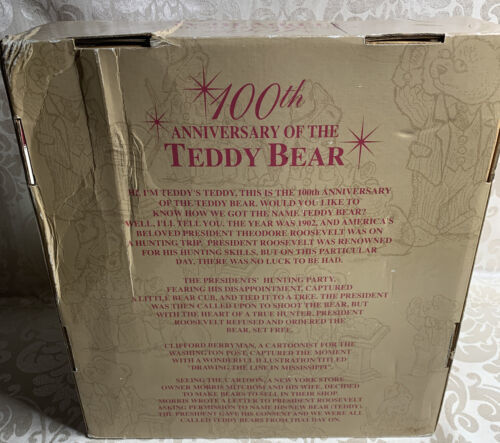 100th
ANNIVERSARY OF THE
TEDDY BEAR
HI, I'M TEDDY'S TEDDY, THIS IS THE 100th ANNIVERSARY
OF THE TEDDY BEAR. WOULD YOU LIKE TO
KNOW HOW WE GOT THE NAME TEDDY BEAR?
WELL, I'LL TELL YOU. THE YEAR WAS 1902, AND AMERICA'S
BELOVED PRESIDENT THEODORE ROOSEVELT WAS ON
A HUNTING TRIP. PRESIDENT ROOSEVELT WAS RENOWNED
FOR HIS HUNTING SKILLS, BUT ON THIS PARTICULAR
DAY, THERE WAS NO LUCK TO BE HAD.
THE PRESIDENTS' HUNTING PARTY,
FEARING HIS DISAPPOINTMENT, CAPTURED
A LITTLE BEAR CUB, AND TIED IT TO A TREE. THE PRESIDENT
WAS THEN CALLED UPON TO SHOOT THE BEAR, BUT
WITH THE HEART OF A TRUE HUNTER, PRESIDENT
ROOSEVELT REFUSED AND ORDERED THE
BEAR, SET FREE.
CLIFFORD BERRYMAN, A CARTOONIST FOR THE
WASHINGTON POST, CAPTURED THE MOMENT
WITH A WONDERFUL ILLUSTRATION TITLED
"DRAWING THE LINE IN MISSISSIPPI".
SEEING THE CARTOON, A NEW YORK STORE
OWNER MORRIS MITCHOM AND HIS WIFE, DECIDED
TO MAKE BEARS TO SELL IN THEIR SHOP.
MORRIS WROTE A LETTER TO PRESIDENT ROOSEVELT
ASKING PERMISSION TO NAME HIS NEW BEAR (TEDDY).
THE PRESIDENT GAVE HIS CONSENT AND WE WERE ALL
CALLED TEDDY BEARS FROM THAT DAY ON.